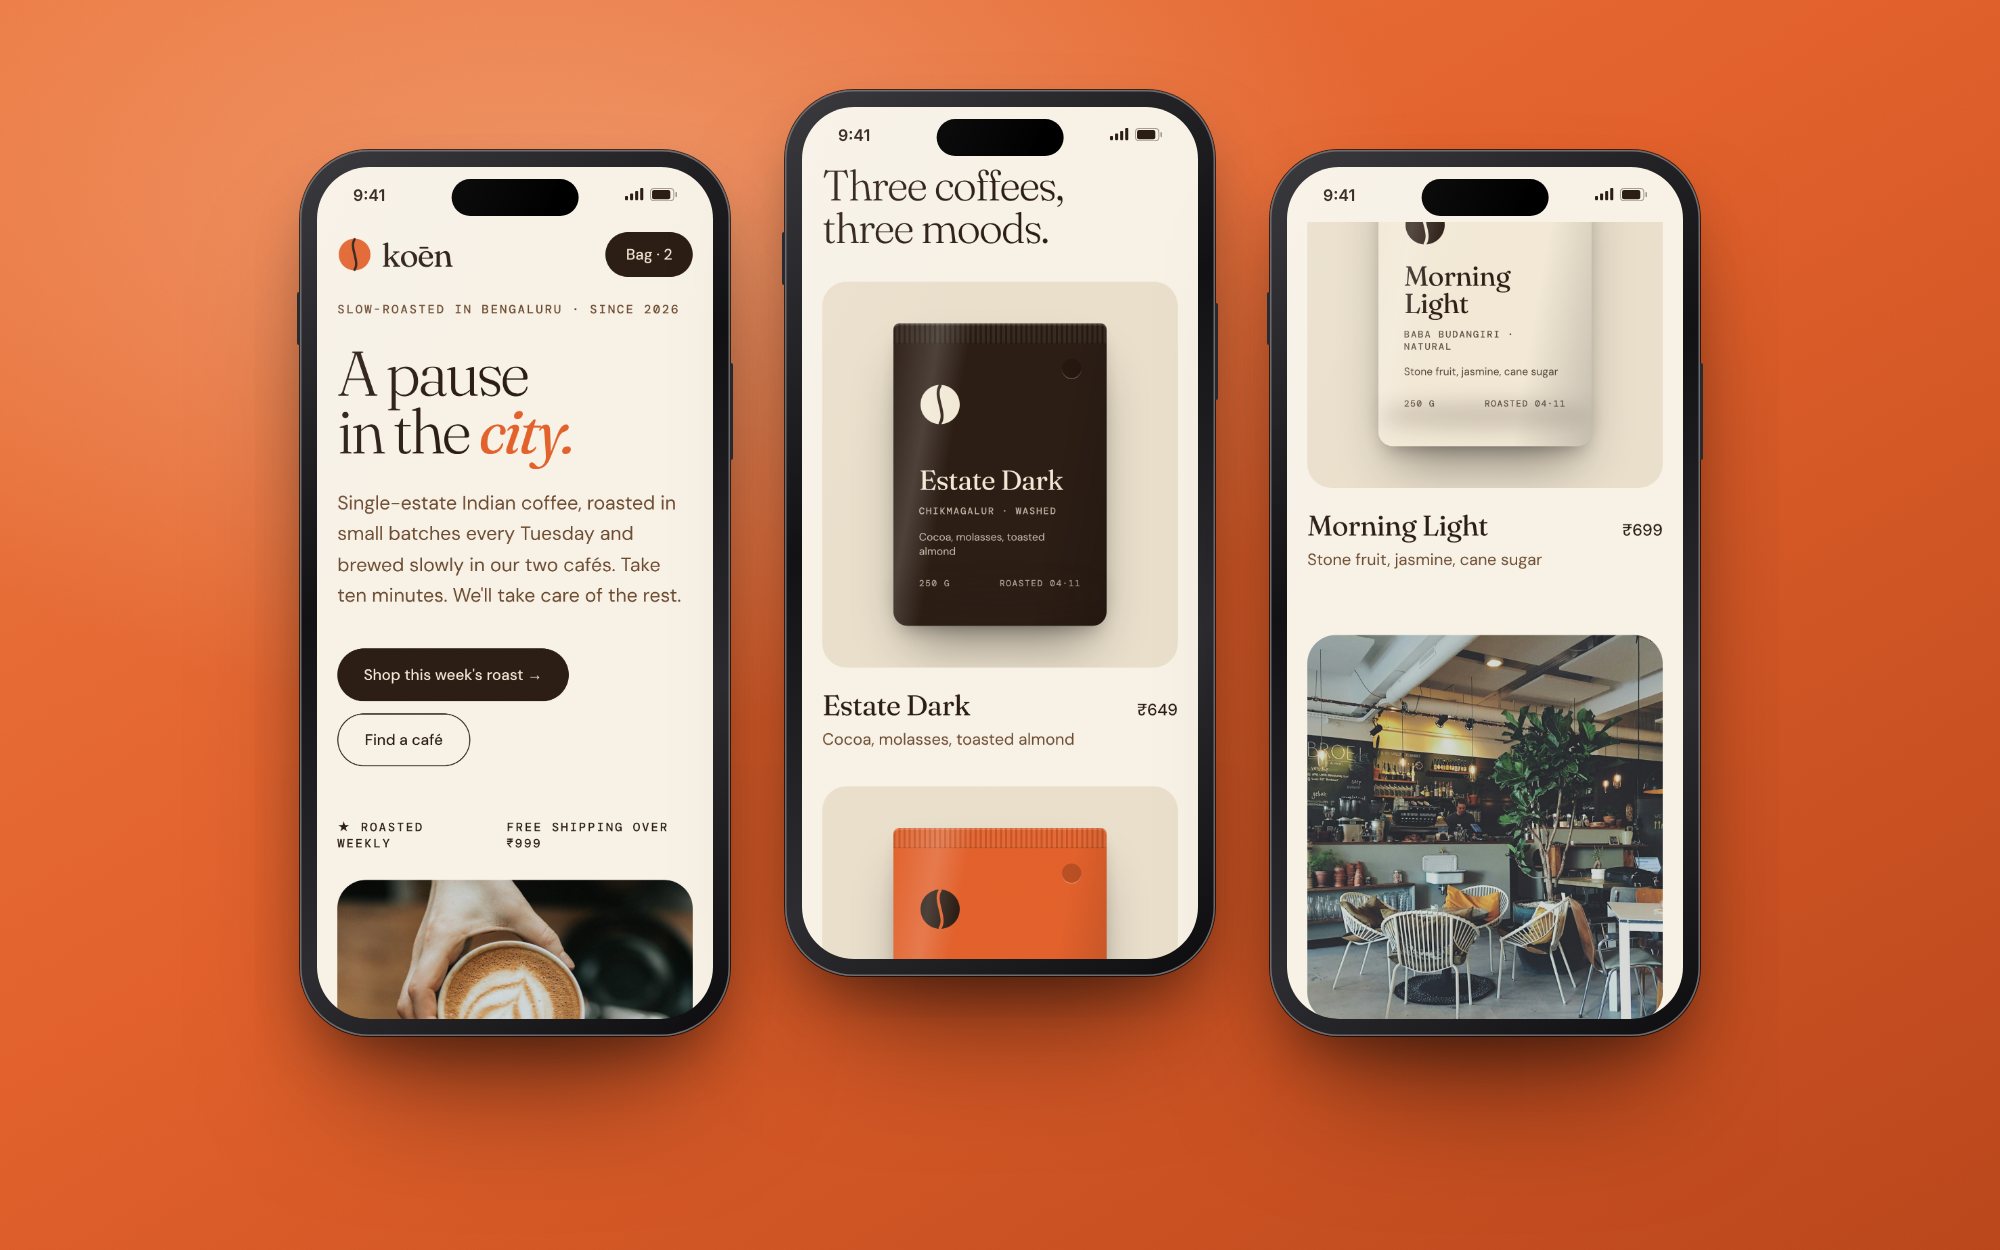 9:41
koēn
Bag · 2
SLOW-ROASTED IN BENGALURU · SINCE 2026
A pause
in the city.
Single-estate Indian coffee, roasted in
small batches every Tuesday and
brewed slowly in our two cafés. Take
ten minutes. We'll take care of the rest.
Shop this week's roast →
Find a café
★ ROASTED
WEEKLY
FREE SHIPPING OVER
₹999
9:41
Three coffees,
three moods.
Estate Dark
CHIKMAGALUR · WASHED
Cocoa, molasses, toasted
almond
250 G
ROASTED 04·11
Estate Dark
₹649
Cocoa, molasses, toasted almond
9:41
Morning
Light
BABA BUDANGIRI ·
NATURAL
Stone fruit, jasmine, cane sugar
250 G
ROASTED 04·11
Morning Light
₹699
Stone fruit, jasmine, cane sugar
BROEI